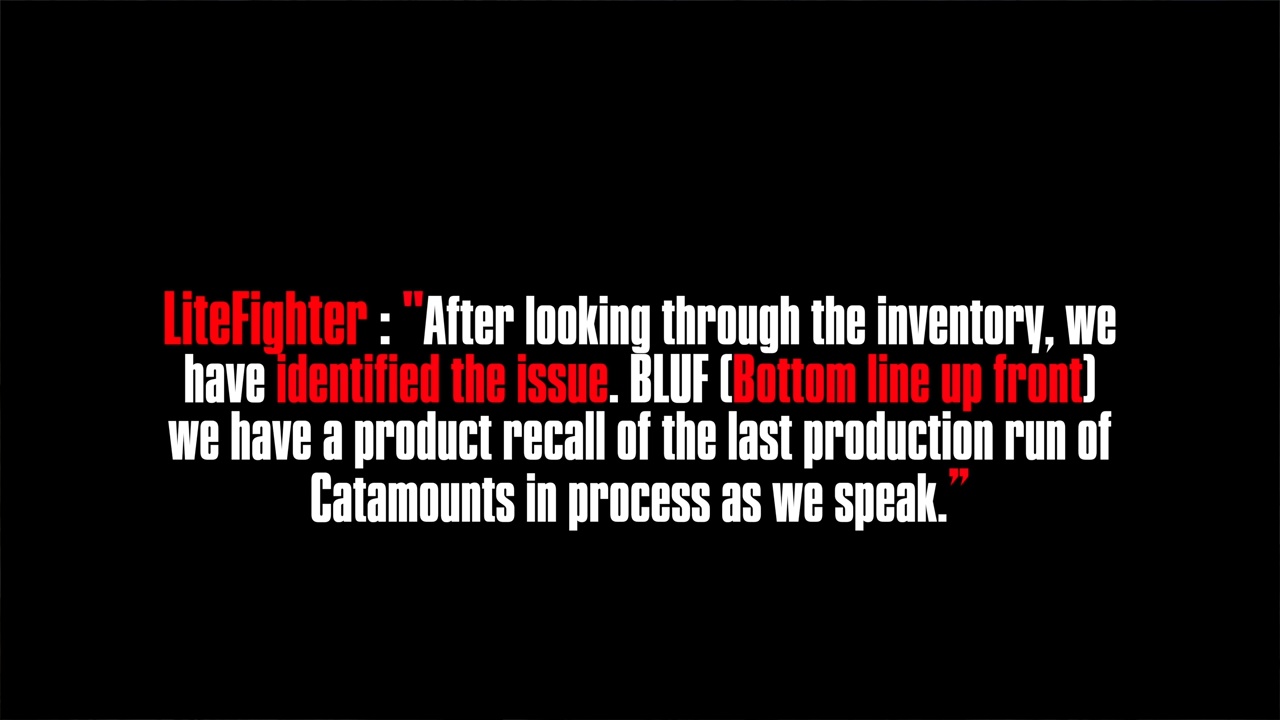 LiteFighter : "After looking through the inventory, we
have identified the issue. BLUF (Bottom line up front)
we have a product recall of the last production run of
Catamounts in process as we speak.”